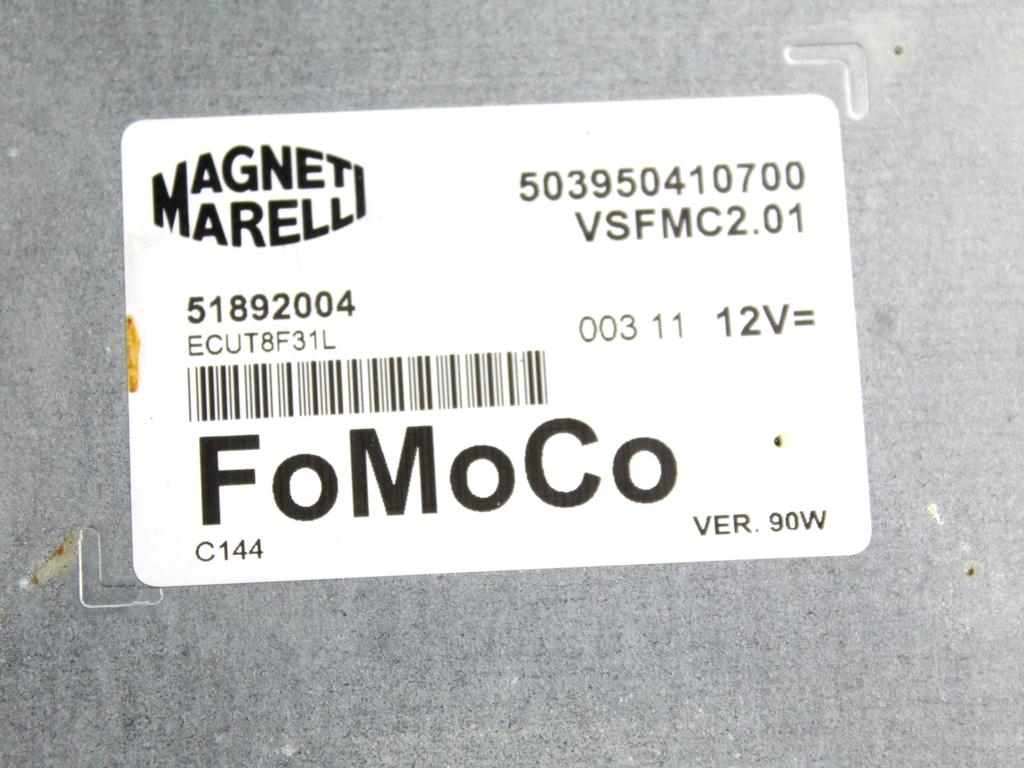 MAGNETI
MARELLI
503950410700
VSFMC2.01
51892004
ECUT8F31L
003 11 12V=
FoMoCo
C144
VER. 90W